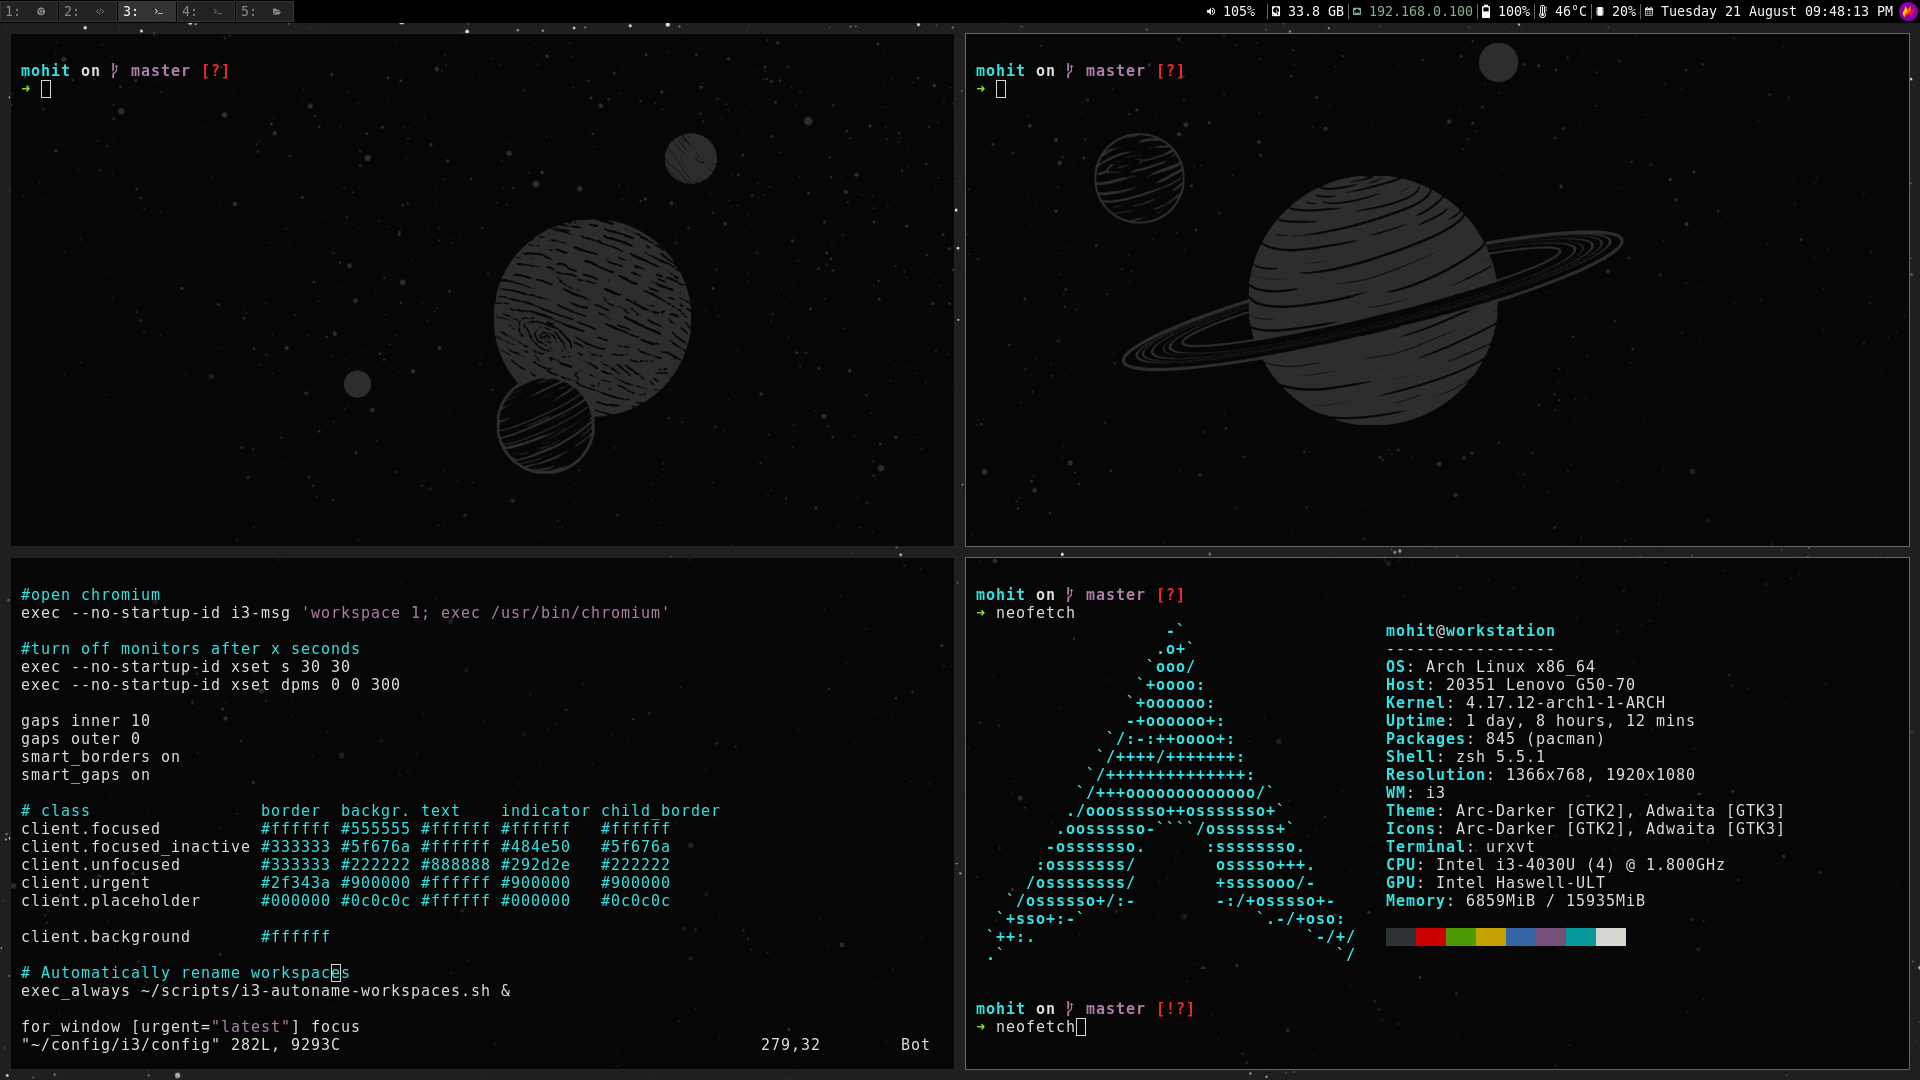 1: 2: 3: 4: 5: 105% 33.8 GB 192.168.0.100 100% 46°C 20% Tuesday 21 August 09:48:13 PM
mohit on master [?]
➜
mohit on master [?]
➜
#open chromium
exec --no-startup-id i3-msg 'workspace 1; exec /usr/bin/chromium'
#turn off monitors after x seconds
exec --no-startup-id xset s 30 30
exec --no-startup-id xset dpms 0 0 300
gaps inner 10
gaps outer 0
smart_borders on
smart_gaps on
# class border backgr. text indicator child_border
client.focused #ffffff #555555 #ffffff #ffffff #ffffff
client.focused_inactive #333333 #5f676a #ffffff #484e50 #5f676a
client.unfocused #333333 #222222 #888888 #292d2e #222222
client.urgent #2f343a #900000 #ffffff #900000 #900000
client.placeholder #000000 #0c0c0c #ffffff #000000 #0c0c0c
client.background #ffffff
# Automatically rename workspaces
exec_always ~/scripts/i3-autoname-workspaces.sh &
for_window [urgent="latest"] focus
"~/config/i3/config" 282L, 9293C 279,32 Bot
mohit on master [?]
➜ neofetch
-`
.o+`
`ooo/
`+oooo:
`+oooooo:
-+oooooo+:
`/:-:++oooo+:
`/++++/+++++++:
`/++++++++++++++:
`/+++ooooooooooooo/`
./ooosssso++osssssso+`
.oossssso-````/ossssss+`
-osssssso. :ssssssso.
:osssssss/ osssso+++.
/ossssssss/ +ssssooo/-
`/ossssso+/:- -:/+osssso+-
`+sso+:-` `.-/+oso:
`++:. `-/+/
.` `/
mohit@workstation
-----------------
OS: Arch Linux x86_64
Host: 20351 Lenovo G50-70
Kernel: 4.17.12-arch1-1-ARCH
Uptime: 1 day, 8 hours, 12 mins
Packages: 845 (pacman)
Shell: zsh 5.5.1
Resolution: 1366x768, 1920x1080
WM: i3
Theme: Arc-Darker [GTK2], Adwaita [GTK3]
Icons: Arc-Darker [GTK2], Adwaita [GTK3]
Terminal: urxvt
CPU: Intel i3-4030U (4) @ 1.800GHz
GPU: Intel Haswell-ULT
Memory: 6859MiB / 15935MiB
mohit on master [!?]
➜ neofetch